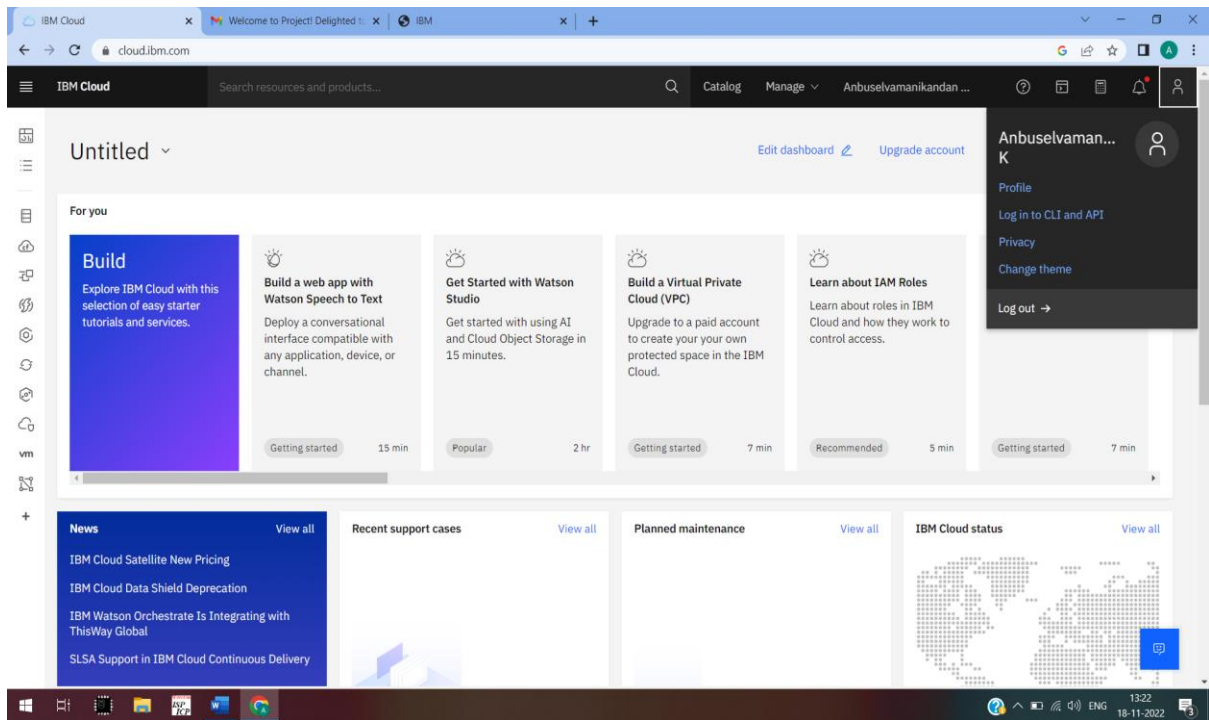 IBM Cloud
Welcome to Project! Delighted t
IBM
cloud.ibm.com
IBM Cloud
Search resources and products...
Catalog
Manage
Anbuselvamanikandan ...
Untitled
Edit dashboard
Upgrade account
Anbuselvaman...
K
Profile
Log in to CLI and API
Privacy
Change theme
Log out →
For you
Build
Explore IBM Cloud with this
selection of easy starter
tutorials and services.
Build a web app with
Watson Speech to Text
Deploy a conversational
interface compatible with
any application, device, or
channel.
Getting started
15 min
Get Started with Watson
Studio
Get started with using AI
and Cloud Object Storage in
15 minutes.
Popular
2 hr
Build a Virtual Private
Cloud (VPC)
Upgrade to a paid account
to create your your own
protected space in the IBM
Cloud.
Getting started
7 min
Learn about IAM Roles
Learn about roles in IBM
Cloud and how they work to
control access.
Recommended
5 min
Getting started
7 min
vm
News
View all
IBM Cloud Satellite New Pricing
IBM Cloud Data Shield Deprecation
IBM Watson Orchestrate Is Integrating with
ThisWay Global
SLSA Support in IBM Cloud Continuous Delivery
Recent support cases
View all
Planned maintenance
View all
IBM Cloud status
View all
ISP
ICP
ENG
13:22
18-11-2022